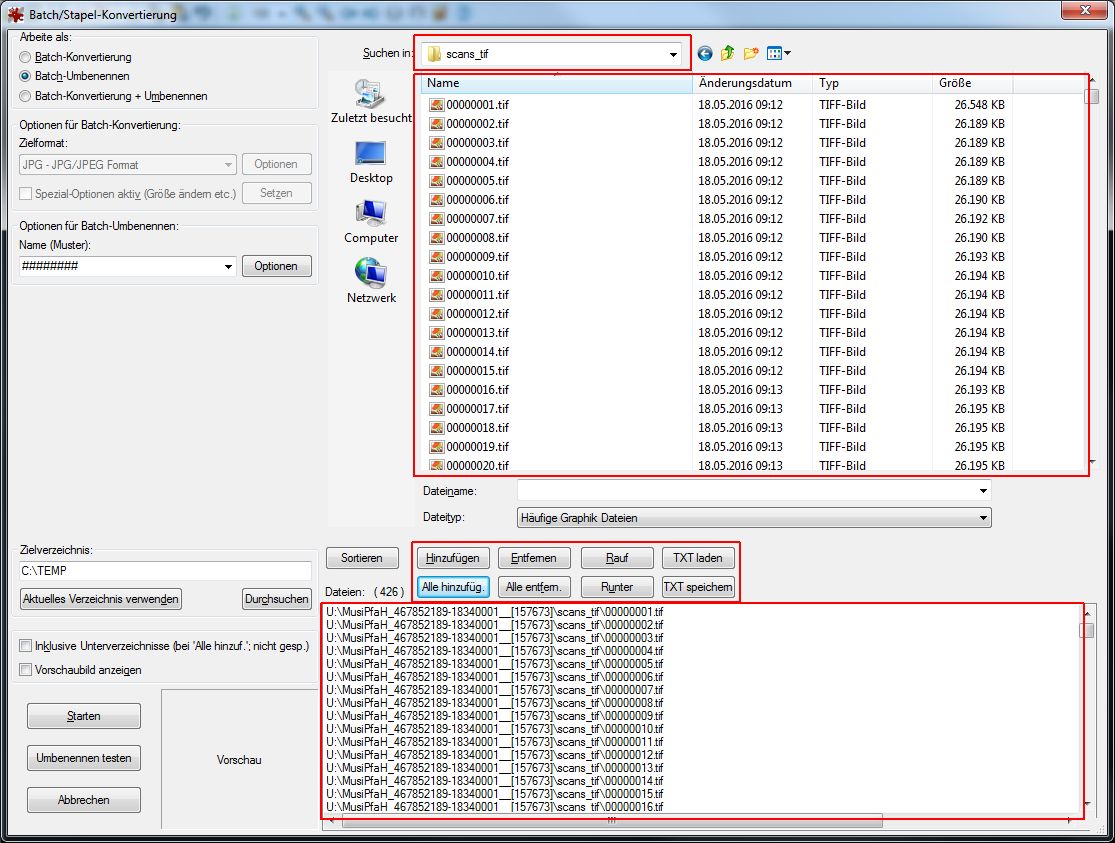 Batch/Stapel-Konvertierung
Arbeite als:
Batch-Konvertierung
Batch-Umbenennen
Batch-Konvertierung + Umbenennen
Optionen für Batch-Konvertierung:
Zielformat:
JPG - JPG/JPEG Format
Optionen
Spezial-Optionen aktiv (Größe ändern etc.)
Setzen
Optionen für Batch-Umbenennen:
Name (Muster):
########
Optionen
Suchen in:
scans_tif
Zuletzt besucht
Desktop
Computer
Netzwerk
Name Änderungsdatum Typ Größe
00000001.tif 18.05.2016 09:12 TIFF-Bild 26.548 KB
00000002.tif 18.05.2016 09:12 TIFF-Bild 26.189 KB
00000003.tif 18.05.2016 09:12 TIFF-Bild 26.189 KB
00000004.tif 18.05.2016 09:12 TIFF-Bild 26.189 KB
00000005.tif 18.05.2016 09:12 TIFF-Bild 26.189 KB
00000006.tif 18.05.2016 09:12 TIFF-Bild 26.190 KB
00000007.tif 18.05.2016 09:12 TIFF-Bild 26.192 KB
00000008.tif 18.05.2016 09:12 TIFF-Bild 26.190 KB
00000009.tif 18.05.2016 09:12 TIFF-Bild 26.193 KB
00000010.tif 18.05.2016 09:12 TIFF-Bild 26.194 KB
00000011.tif 18.05.2016 09:12 TIFF-Bild 26.194 KB
00000012.tif 18.05.2016 09:12 TIFF-Bild 26.194 KB
00000013.tif 18.05.2016 09:12 TIFF-Bild 26.194 KB
00000014.tif 18.05.2016 09:12 TIFF-Bild 26.194 KB
00000015.tif 18.05.2016 09:12 TIFF-Bild 26.194 KB
00000016.tif 18.05.2016 09:13 TIFF-Bild 26.193 KB
00000017.tif 18.05.2016 09:13 TIFF-Bild 26.195 KB
00000018.tif 18.05.2016 09:13 TIFF-Bild 26.195 KB
00000019.tif 18.05.2016 09:13 TIFF-Bild 26.195 KB
00000020.tif 18.05.2016 09:13 TIFF-Bild 26.195 KB
Dateiname:
Dateityp:
Häufige Graphik Dateien
Zielverzeichnis:
C:\TEMP
Aktuelles Verzeichnis verwenden
Durchsuchen
Inklusive Unterverzeichnisse (bei 'Alle hinzuf.'; nicht gesp.)
Vorschaubild anzeigen
Starten
Umbenennen testen
Abbrechen
Vorschau
Sortieren
Hinzufügen
Entfernen
Rauf
TXT laden
Dateien: ( 426 )
Alle hinzufüg.
Alle entfern.
Runter
TXT speichern
U:\MusiPfaH_467852189-18340001__[157673]\scans_tif\00000001.tif
U:\MusiPfaH_467852189-18340001__[157673]\scans_tif\00000002.tif
U:\MusiPfaH_467852189-18340001__[157673]\scans_tif\00000003.tif
U:\MusiPfaH_467852189-18340001__[157673]\scans_tif\00000004.tif
U:\MusiPfaH_467852189-18340001__[157673]\scans_tif\00000005.tif
U:\MusiPfaH_467852189-18340001__[157673]\scans_tif\00000006.tif
U:\MusiPfaH_467852189-18340001__[157673]\scans_tif\00000007.tif
U:\MusiPfaH_467852189-18340001__[157673]\scans_tif\00000008.tif
U:\MusiPfaH_467852189-18340001__[157673]\scans_tif\00000009.tif
U:\MusiPfaH_467852189-18340001__[157673]\scans_tif\00000010.tif
U:\MusiPfaH_467852189-18340001__[157673]\scans_tif\00000011.tif
U:\MusiPfaH_467852189-18340001__[157673]\scans_tif\00000012.tif
U:\MusiPfaH_467852189-18340001__[157673]\scans_tif\00000013.tif
U:\MusiPfaH_467852189-18340001__[157673]\scans_tif\00000014.tif
U:\MusiPfaH_467852189-18340001__[157673]\scans_tif\00000015.tif
U:\MusiPfaH_467852189-18340001__[157673]\scans_tif\00000016.tif